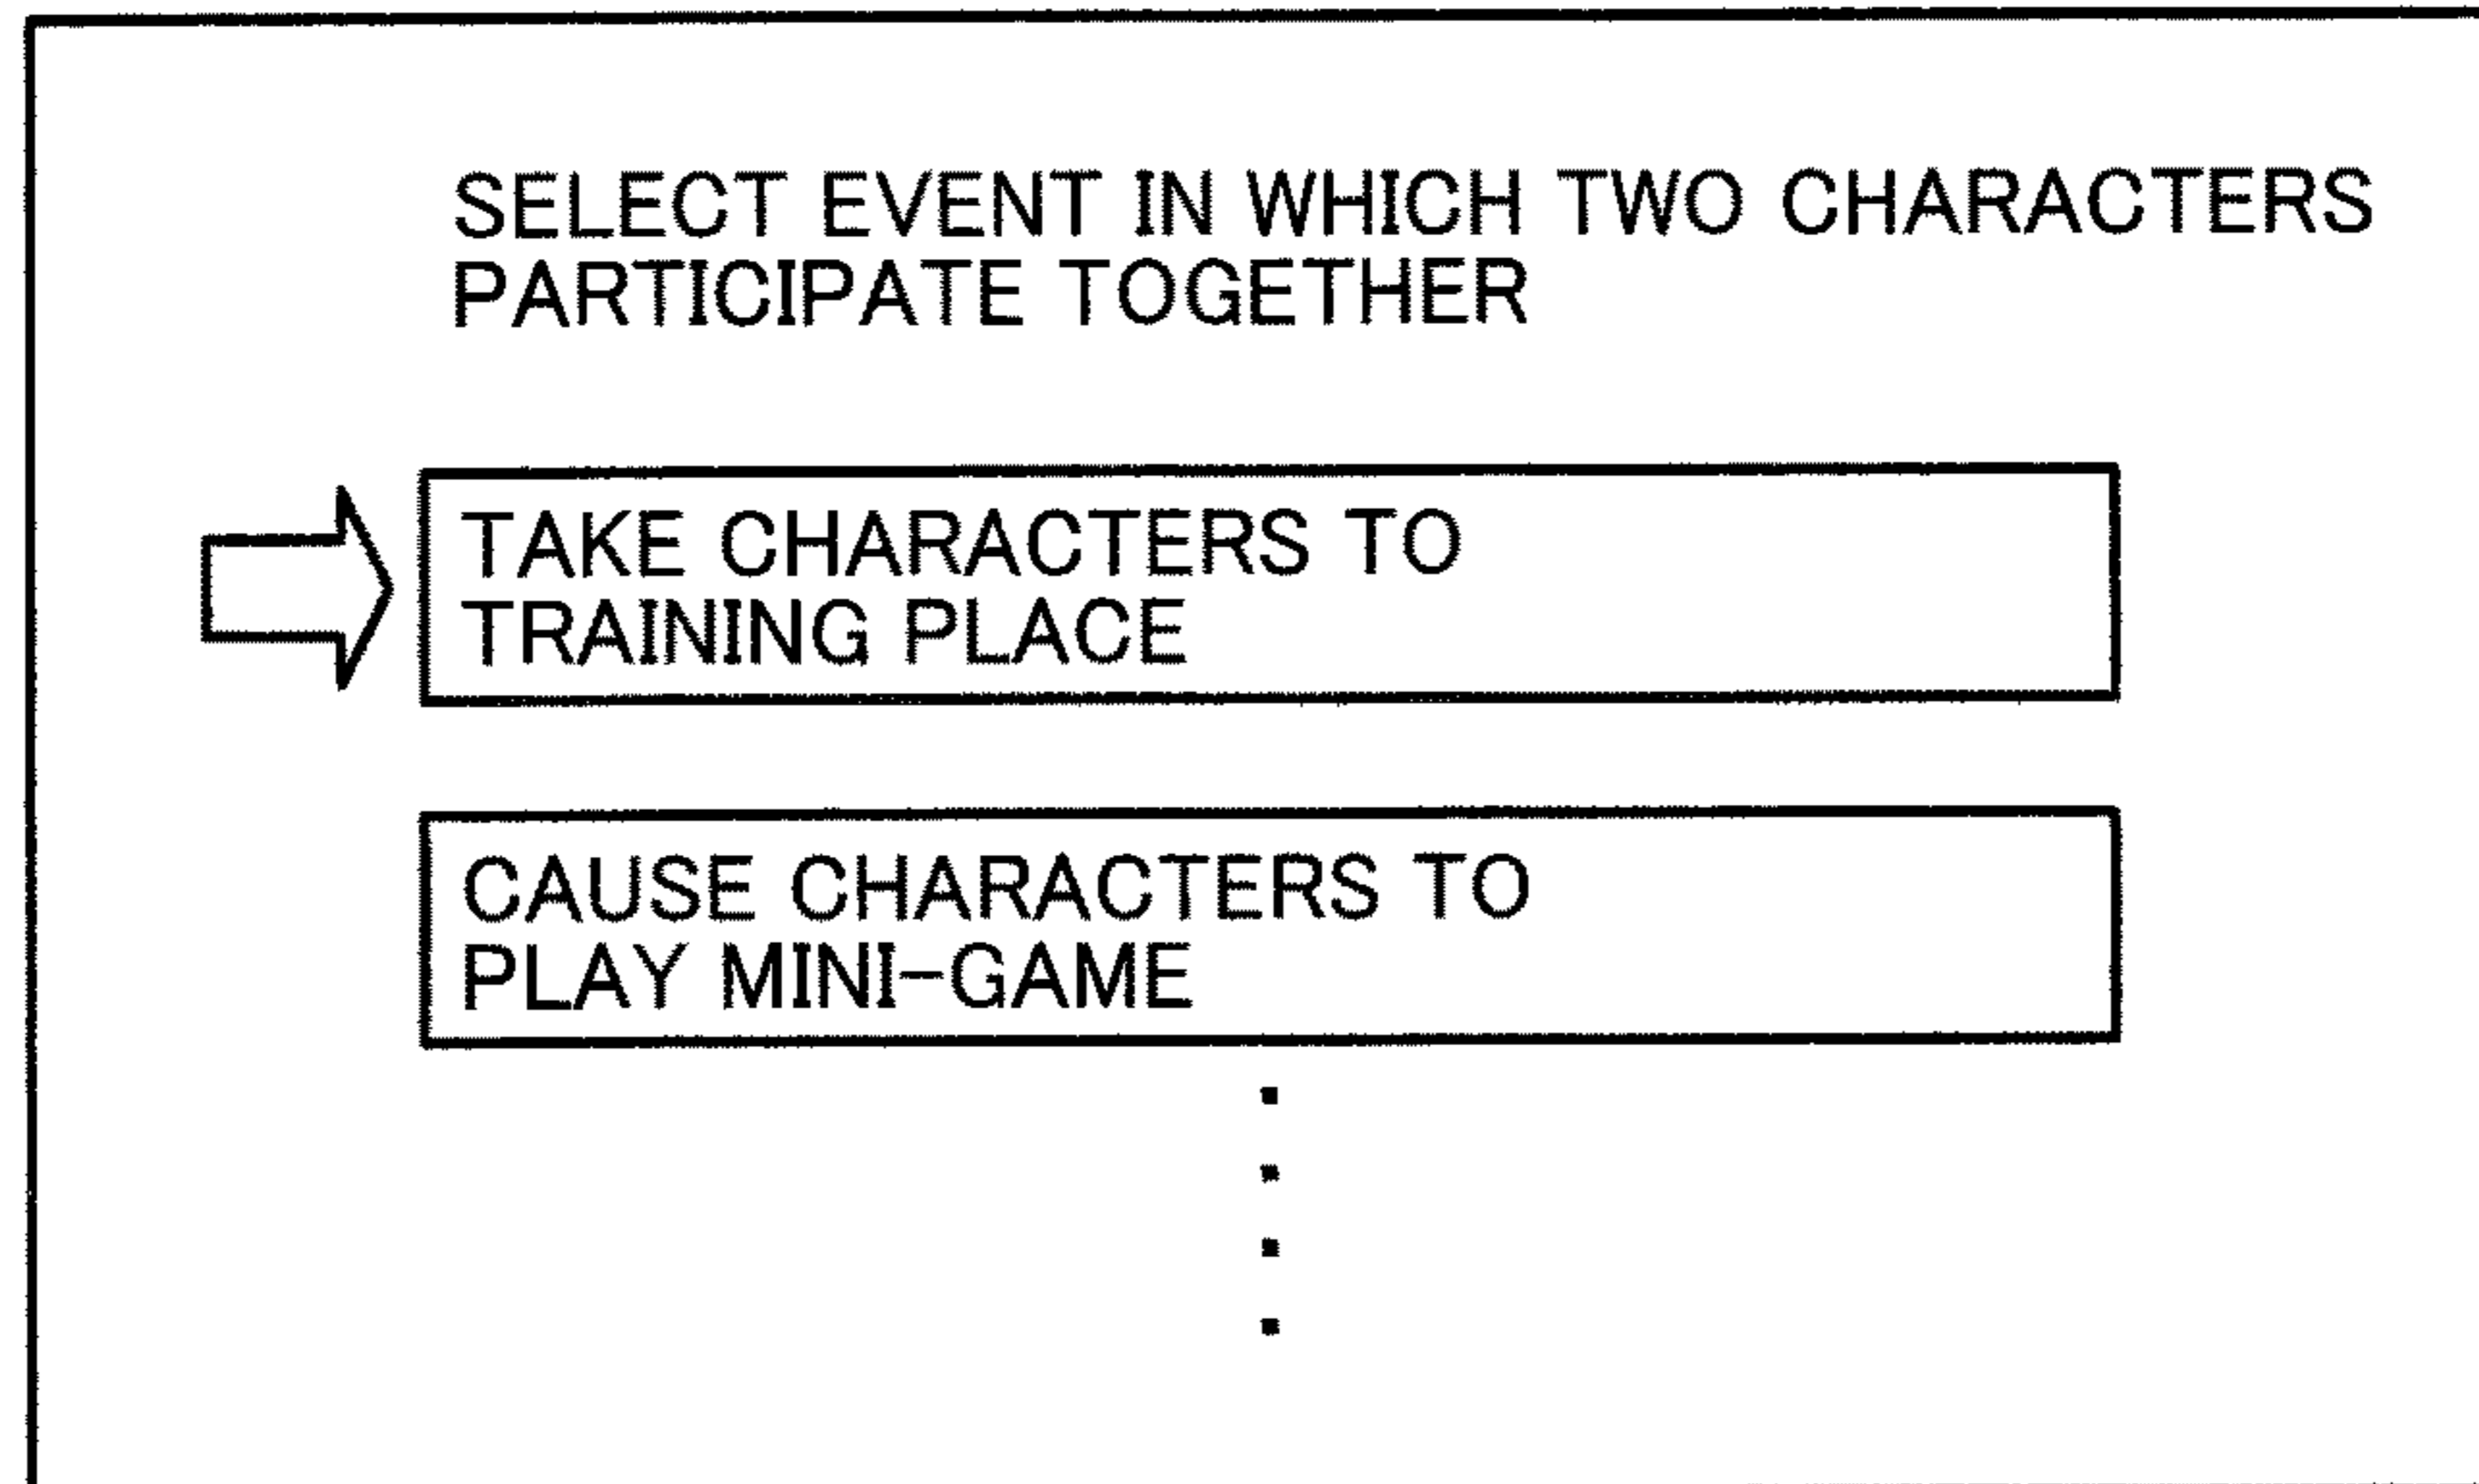 SELECT EVENT IN WHICH TWO CHARACTERS
PARTICIPATE TOGETHER
TAKE CHARACTERS TO
TRAINING PLACE
CAUSE CHARACTERS TO
PLAY MINI-GAME